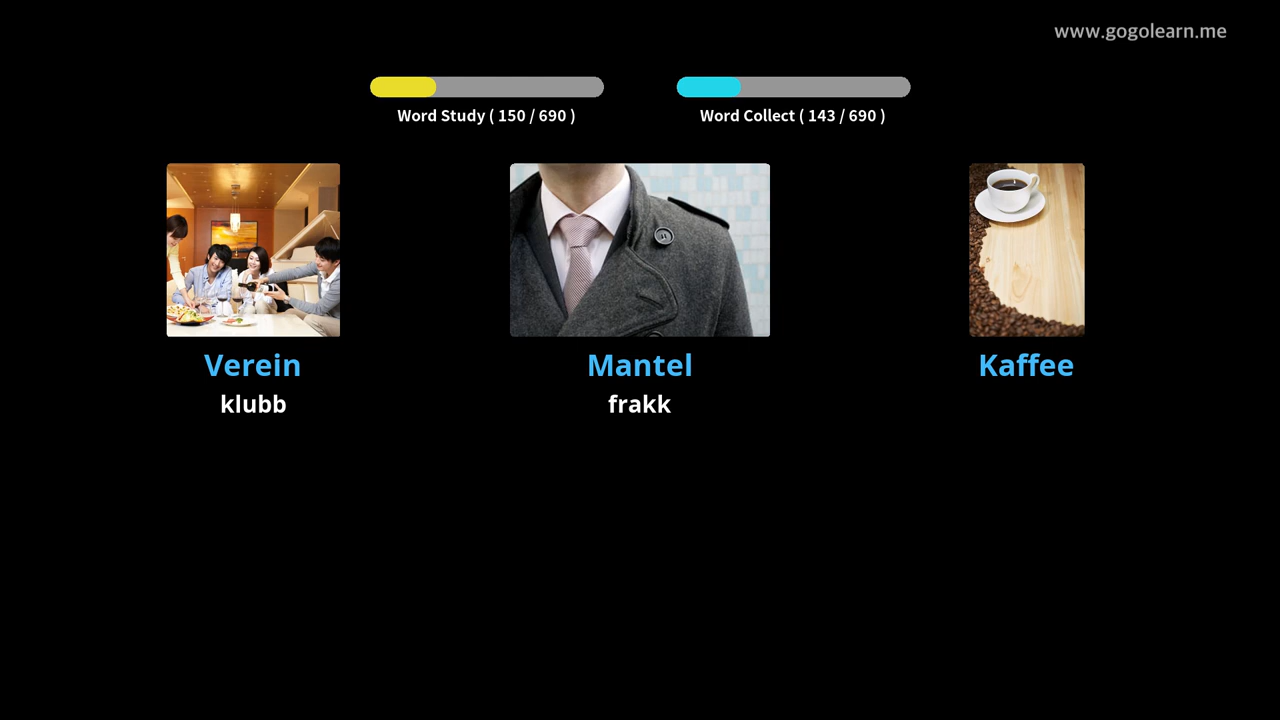 www.gogolearn.me
Word Study ( 150 / 690 )
Word Collect ( 143 / 690 )
Verein
klubb
Mantel
frakk
Kaffee